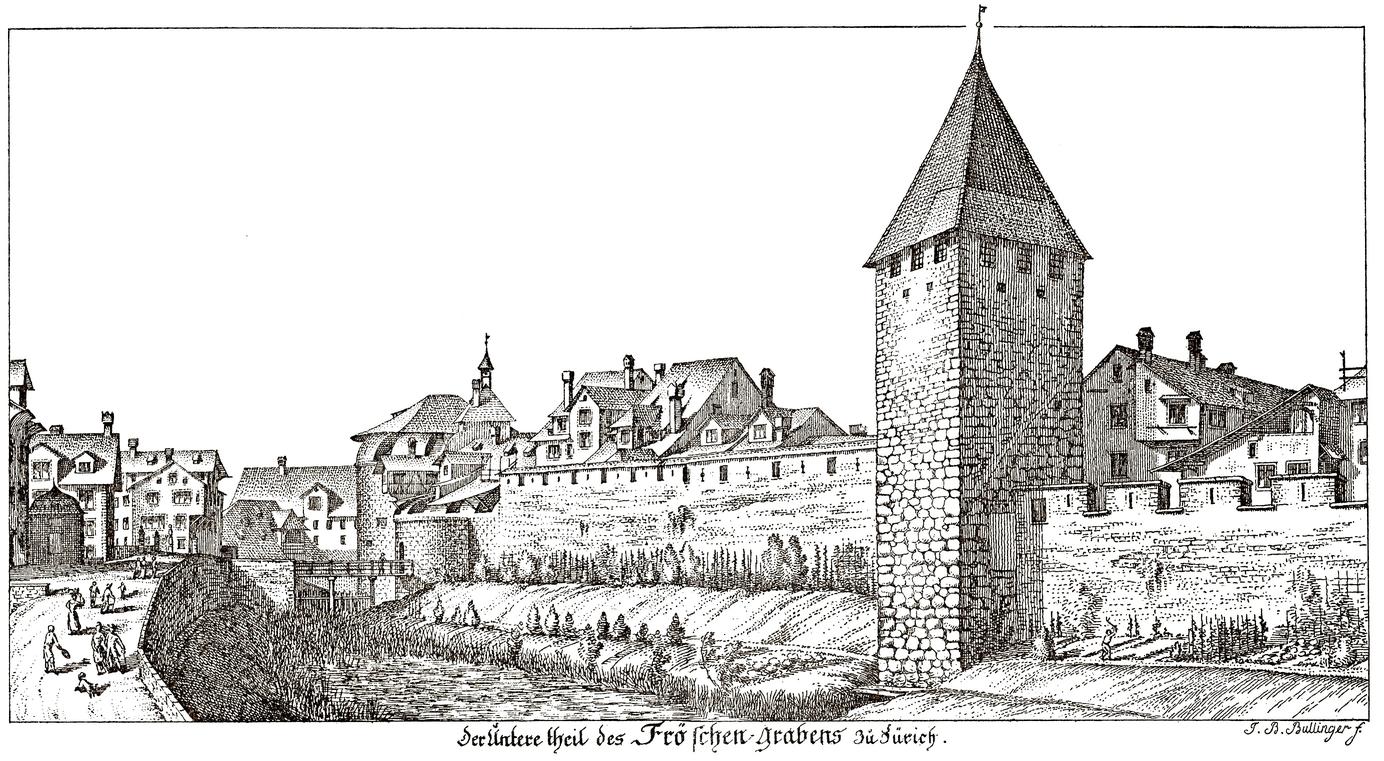 Der Untere theil des Fröschen-grabens zu Zürich.
J. B. Bullinger f.